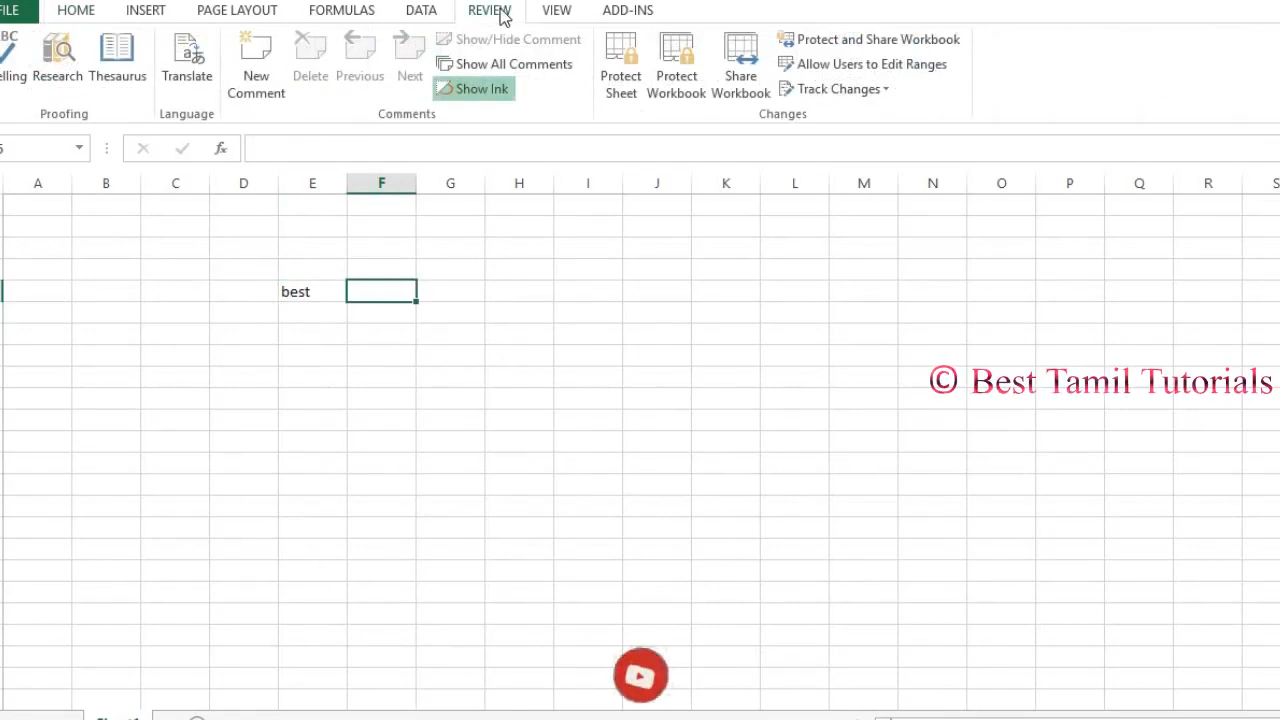 FILE HOME INSERT PAGE LAYOUT FORMULAS DATA REVIEW VIEW ADD-INS
ABC
Research Thesaurus
Translate
New
Comment
Delete Previous Next
Show/Hide Comment
Show All Comments
Show Ink
Protect
Sheet
Protect
Workbook
Share
Workbook
Protect and Share Workbook
Allow Users to Edit Ranges
Track Changes
Proofing Language Comments Changes
fx
A B C D E F G H I J K L M N O P Q R S
best
© Best Tamil Tutorials